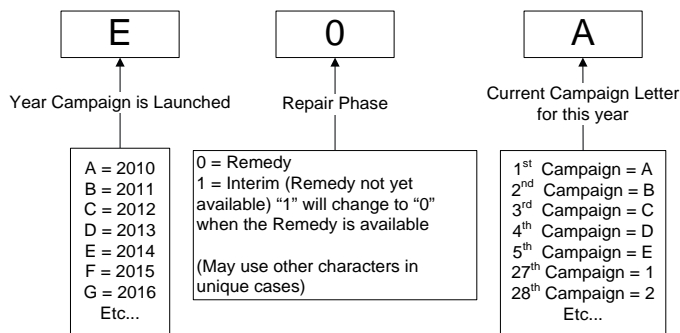 E
0
A
Year Campaign is Launched
Repair Phase
Current Campaign Letter
for this year
A = 2010
B = 2011
C = 2012
D = 2013
E = 2014
F = 2015
G = 2016
Etc...
0 = Remedy
1 = Interim (Remedy not yet
available) “1” will change to “0”
when the Remedy is available
(May use other characters in
unique cases)
1st Campaign = A
2nd Campaign = B
3rd Campaign = C
4th Campaign = D
5th Campaign = E
27th Campaign = 1
28th Campaign = 2
Etc...